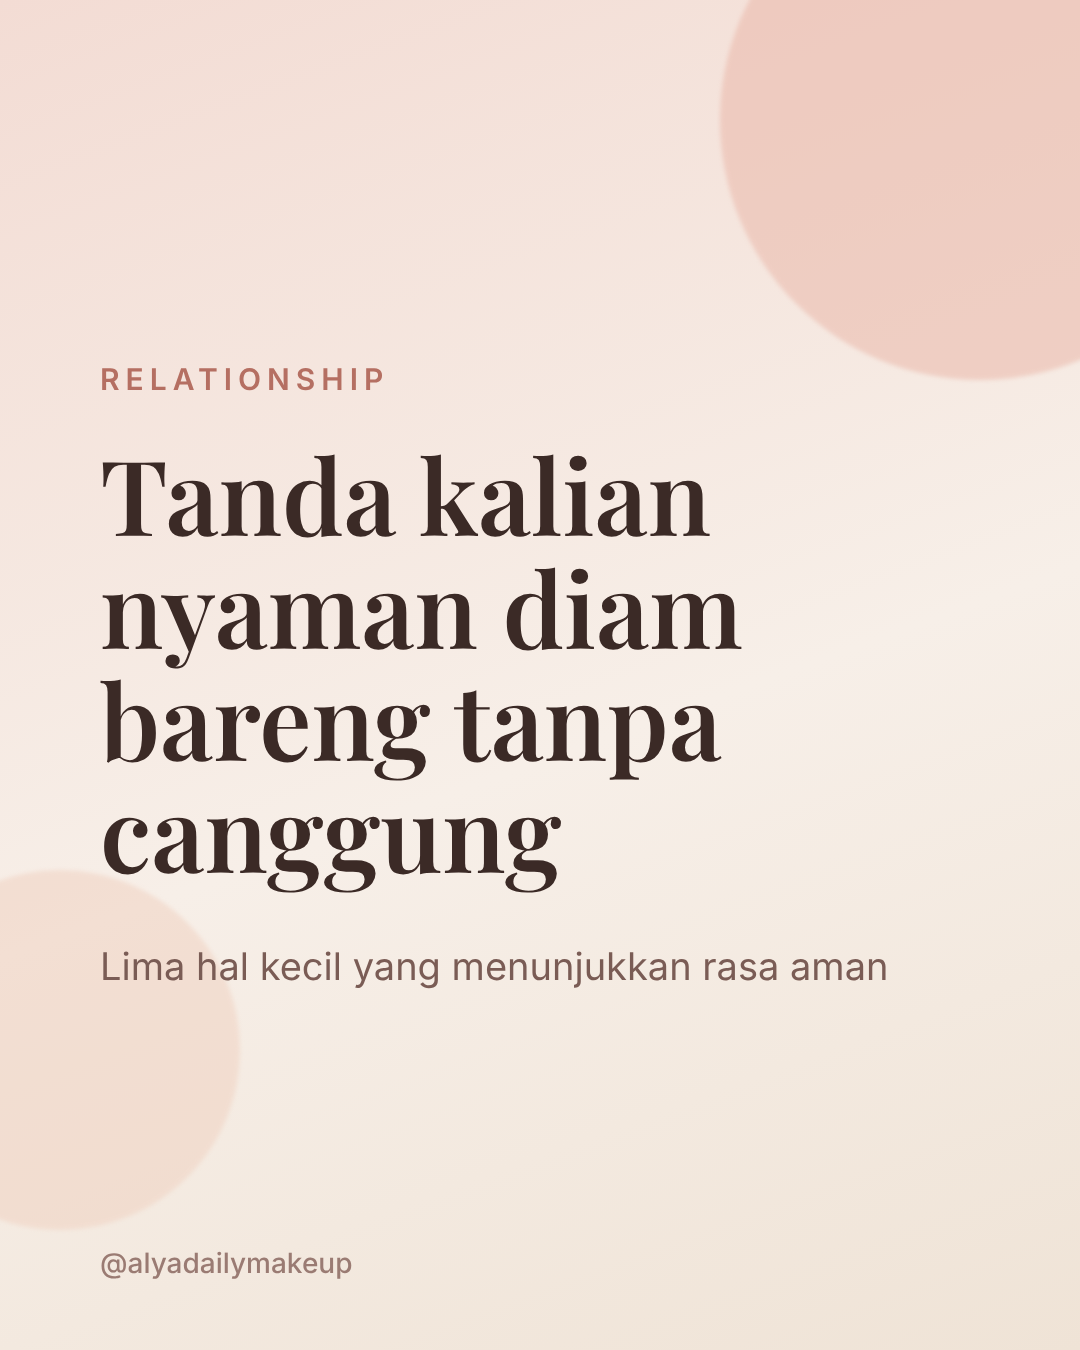 RELATIONSHIP
Tanda kalian
nyaman diam
bareng tanpa
canggung
Lima hal kecil yang menunjukkan rasa aman
@alyadailymakeup